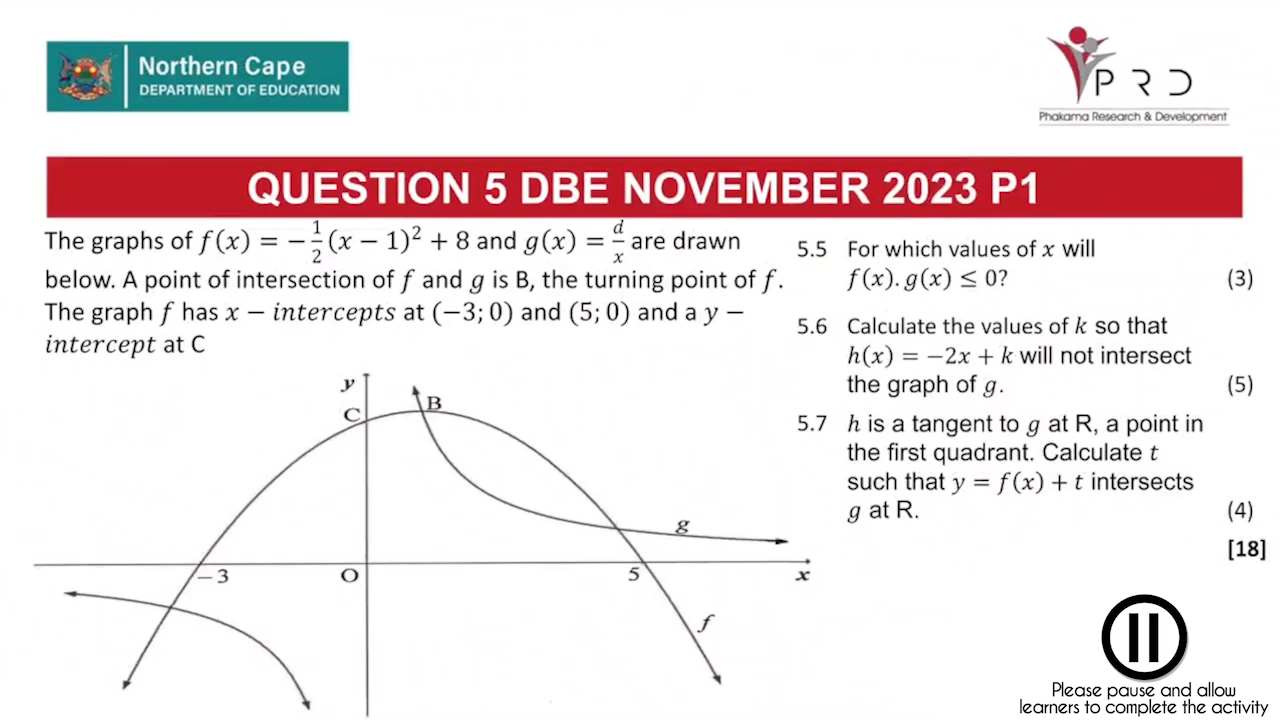 Northern Cape
DEPARTMENT OF EDUCATION
PRD
Phakama Research & Development
QUESTION 5 DBE NOVEMBER 2023 P1
The graphs of f(x) = −1/2(x − 1)² + 8 and g(x) = d/x are drawn
below. A point of intersection of f and g is B, the turning point of f.
The graph f has x − intercepts at (−3; 0) and (5; 0) and a y −
intercept at C
y
C
B
g
−3
O
5
x
f
5.5 For which values of x will
f(x). g(x) ≤ 0? (3)
5.6 Calculate the values of k so that
h(x) = −2x + k will not intersect
the graph of g. (5)
5.7 h is a tangent to g at R, a point in
the first quadrant. Calculate t
such that y = f(x) + t intersects
g at R. (4)
[18]
Please pause and allow
learners to complete the activity